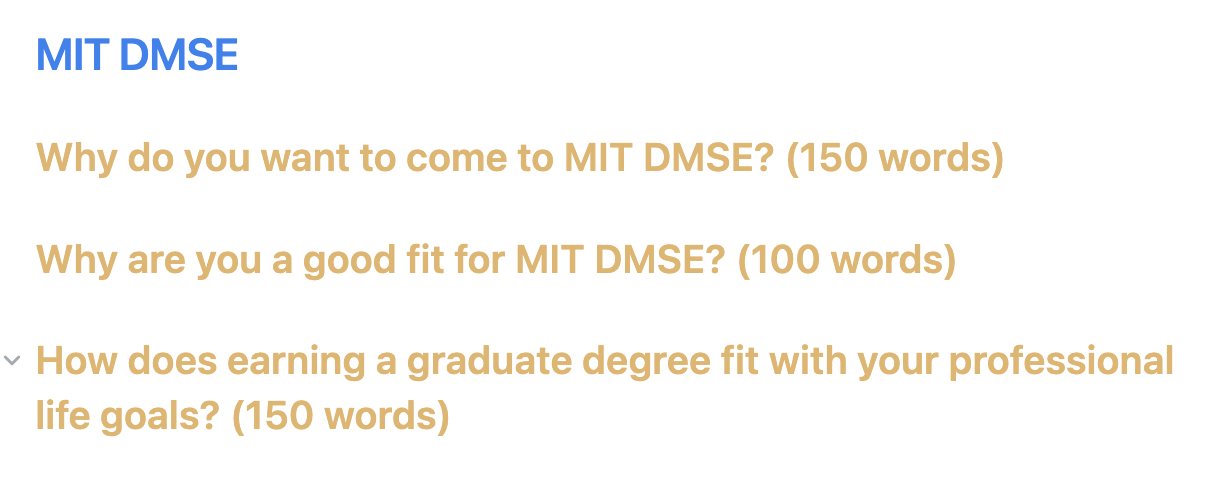 MIT DMSE
Why do you want to come to MIT DMSE? (150 words)
Why are you a good fit for MIT DMSE? (100 words)
How does earning a graduate degree fit with your professional
life goals? (150 words)